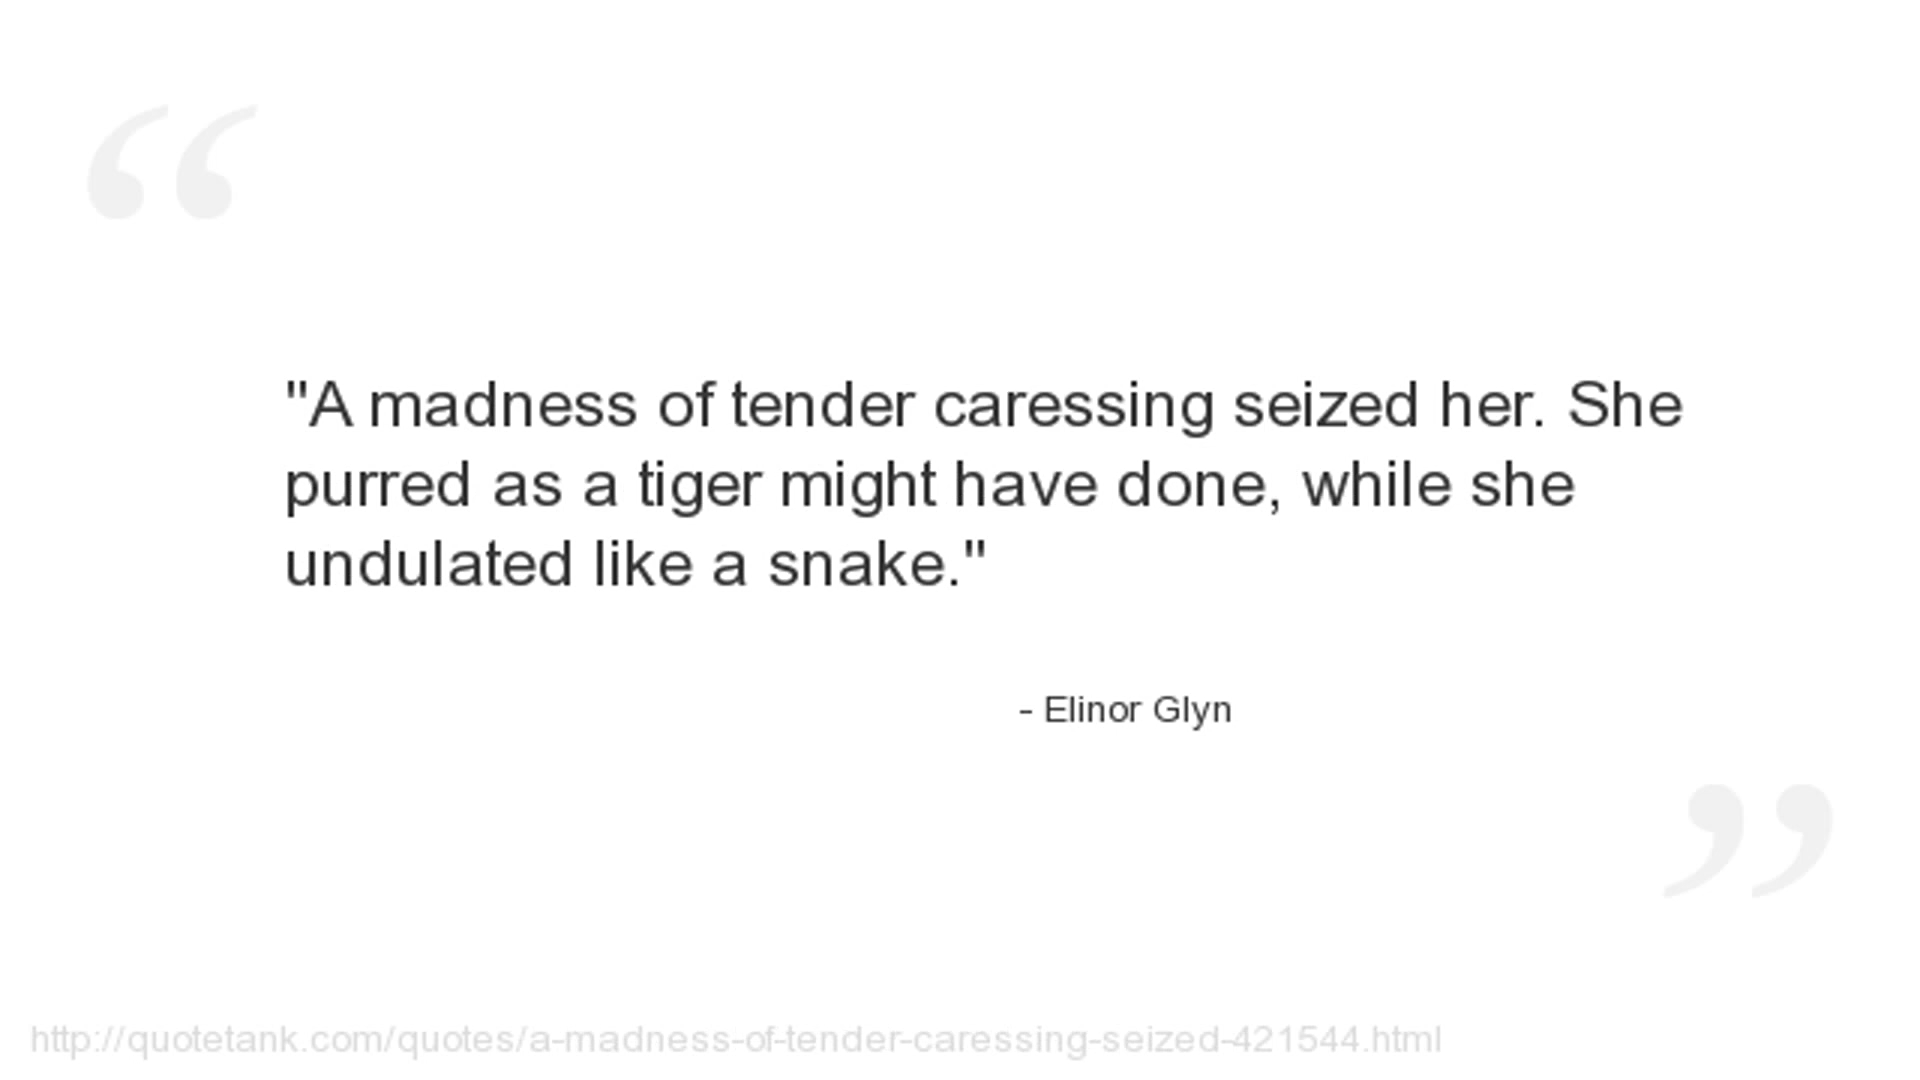 "A madness of tender caressing seized her. She
purred as a tiger might have done, while she
undulated like a snake."
- Elinor Glyn
http://quotetank.com/quotes/a-madness-of-tender-caressing-seized-421544.html